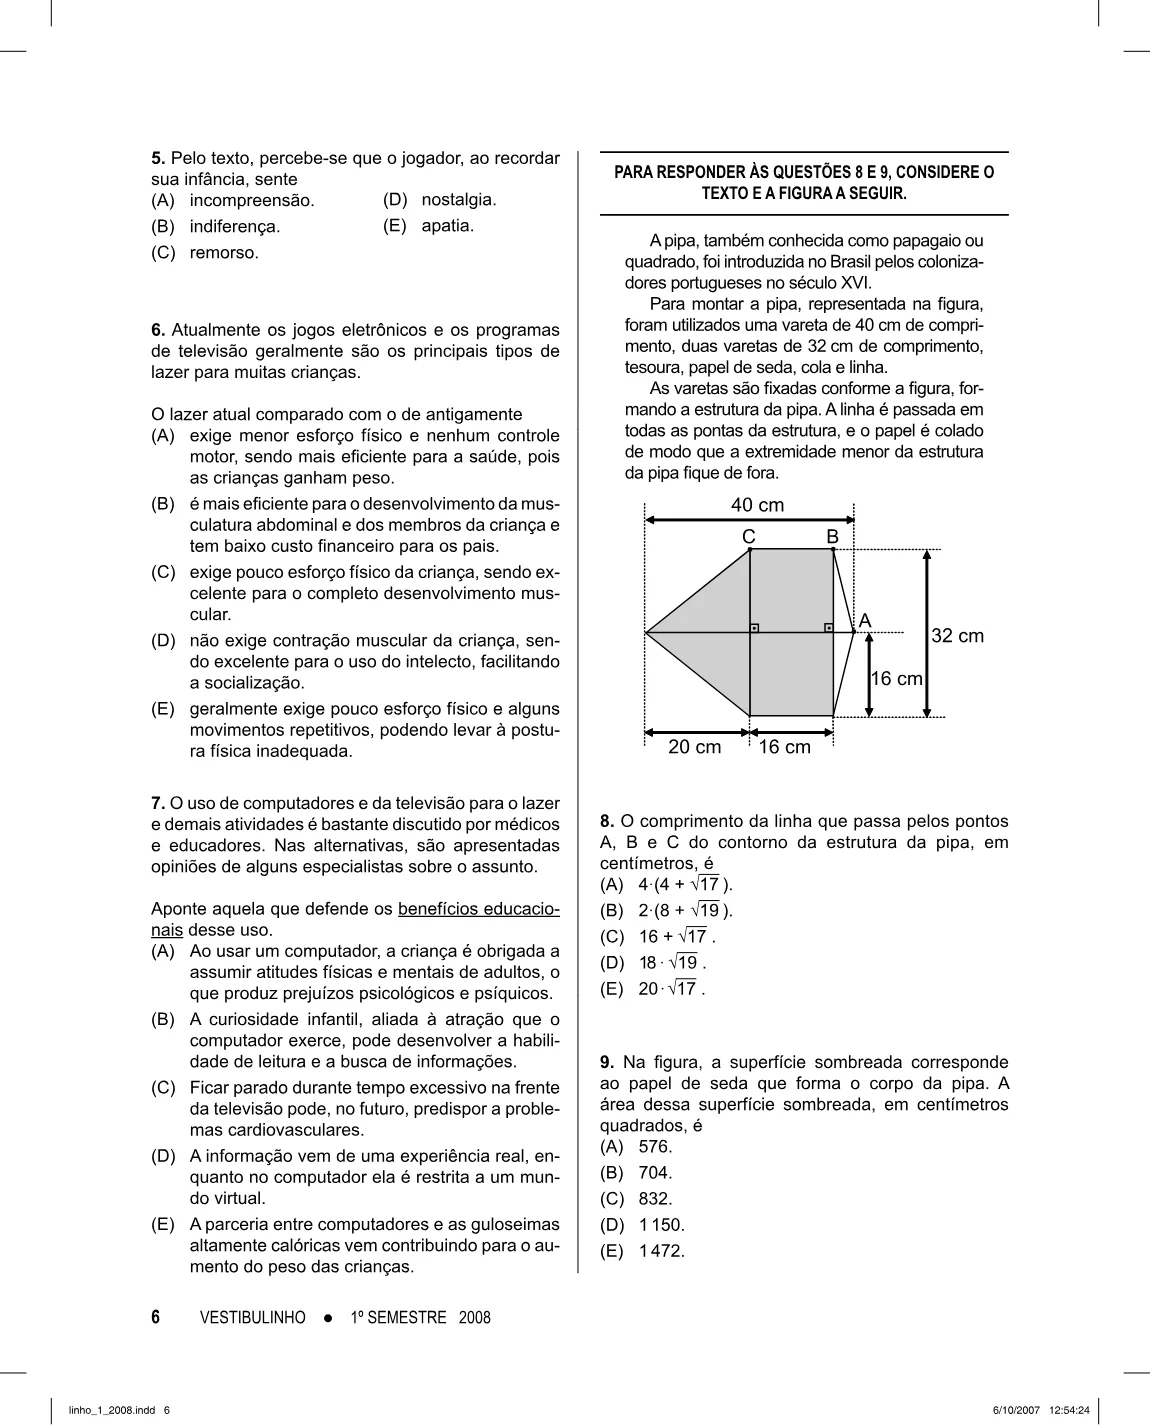 5. Pelo texto, percebe-se que o jogador, ao recordar
sua infância, sente
(A) incompreensão.
(B) indiferença.
(C) remorso.
(D) nostalgia.
(E) apatia.
6. Atualmente os jogos eletrônicos e os programas
de televisão geralmente são os principais tipos de
lazer para muitas crianças.
O lazer atual comparado com o de antigamente
(A) exige menor esforço físico e nenhum controle
motor, sendo mais eficiente para a saúde, pois
as crianças ganham peso.
(B) é mais eficiente para o desenvolvimento da mus-
culatura abdominal e dos membros da criança e
tem baixo custo financeiro para os pais.
(C) exige pouco esforço físico da criança, sendo ex-
celente para o completo desenvolvimento mus-
cular.
(D) não exige contração muscular da criança, sen-
do excelente para o uso do intelecto, facilitando
a socialização.
(E) geralmente exige pouco esforço físico e alguns
movimentos repetitivos, podendo levar à postu-
ra física inadequada.
7. O uso de computadores e da televisão para o lazer
e demais atividades é bastante discutido por médicos
e educadores. Nas alternativas, são apresentadas
opiniões de alguns especialistas sobre o assunto.
Aponte aquela que defende os benefícios educacio-
nais desse uso.
(A) Ao usar um computador, a criança é obrigada a
assumir atitudes físicas e mentais de adultos, o
que produz prejuízos psicológicos e psíquicos.
(B) A curiosidade infantil, aliada à atração que o
computador exerce, pode desenvolver a habili-
dade de leitura e a busca de informações.
(C) Ficar parado durante tempo excessivo na frente
da televisão pode, no futuro, predispor a proble-
mas cardiovasculares.
(D) A informação vem de uma experiência real, en-
quanto no computador ela é restrita a um mun-
do virtual.
(E) A parceria entre computadores e as guloseimas
altamente calóricas vem contribuindo para o au-
mento do peso das crianças.
PARA RESPONDER ÀS QUESTÕES 8 E 9, CONSIDERE O
TEXTO E A FIGURA A SEGUIR.
A pipa, também conhecida como papagaio ou
quadrado, foi introduzida no Brasil pelos coloniza-
dores portugueses no século XVI.
Para montar a pipa, representada na figura,
foram utilizados uma vareta de 40 cm de compri-
mento, duas varetas de 32 cm de comprimento,
tesoura, papel de seda, cola e linha.
As varetas são fixadas conforme a figura, for-
mando a estrutura da pipa. A linha é passada em
todas as pontas da estrutura, e o papel é colado
de modo que a extremidade menor da estrutura
da pipa fique de fora.
40 cm
C B
A
32 cm
16 cm
20 cm 16 cm
8. O comprimento da linha que passa pelos pontos
A, B e C do contorno da estrutura da pipa, em
centímetros, é
(A) 4·(4 + √17 ).
(B) 2·(8 + √19 ).
(C) 16 + √17 .
(D) 18 · √19 .
(E) 20 · √17 .
9. Na figura, a superfície sombreada corresponde
ao papel de seda que forma o corpo da pipa. A
área dessa superfície sombreada, em centímetros
quadrados, é
(A) 576.
(B) 704.
(C) 832.
(D) 1 150.
(E) 1 472.
6 VESTIBULINHO ● 1º SEMESTRE 2008
linho_1_2008.indd 6 6/10/2007 12:54:24